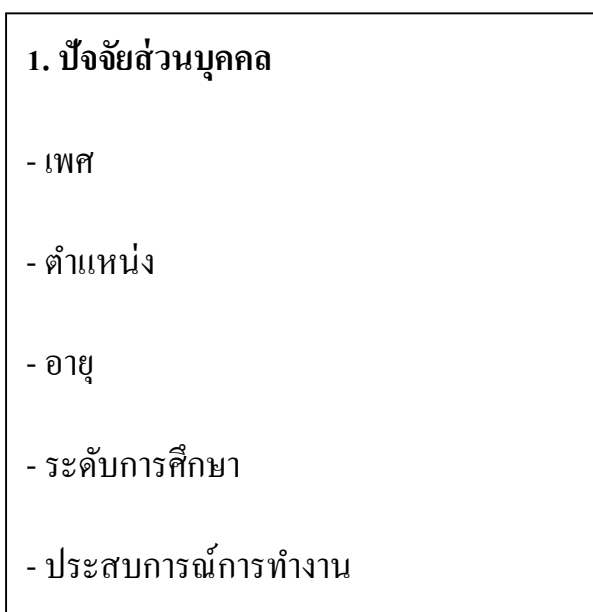 1. ปัจจัยส่วนบุคคล
- เพศ
- ตำแหน่ง
- อายุ
- ระดับการศึกษา
- ประสบการณ์การทำงาน